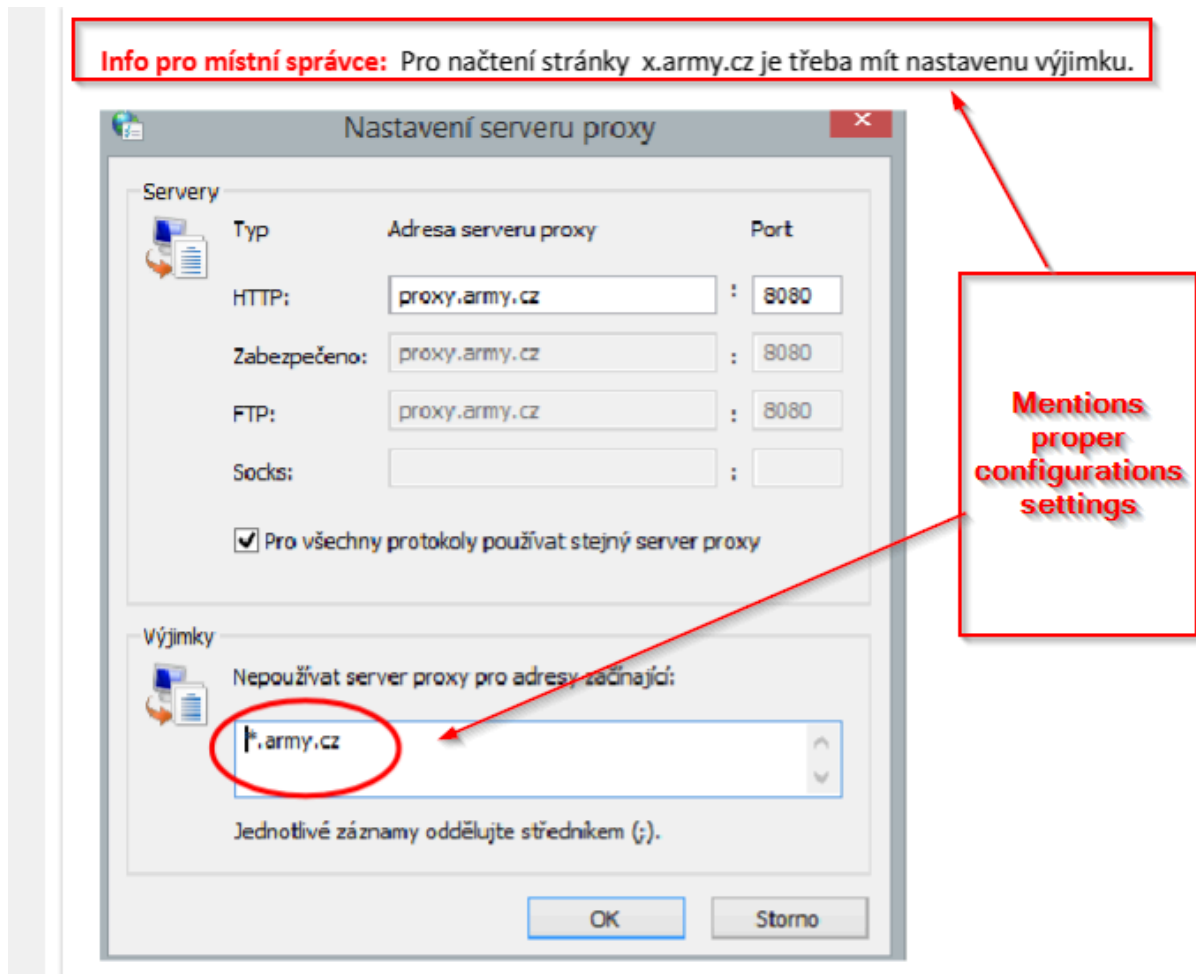 Info pro místní správce: Pro načtení stránky x.army.cz je třeba mít nastavenu výjimku.
Nastavení serveru proxy
Servery
Typ Adresa serveru proxy Port
HTTP: proxy.army.cz : 8080
Zabezpečeno: proxy.army.cz : 8080
FTP: proxy.army.cz : 8080
Socks: :
Pro všechny protokoly používat stejný server proxy
Mentions
proper
configurations
settings
Výjimky
Nepoužívat server proxy pro adresy začínající:
*.army.cz
Jednotlivé záznamy oddělujte středníkem (;).
OK Storno